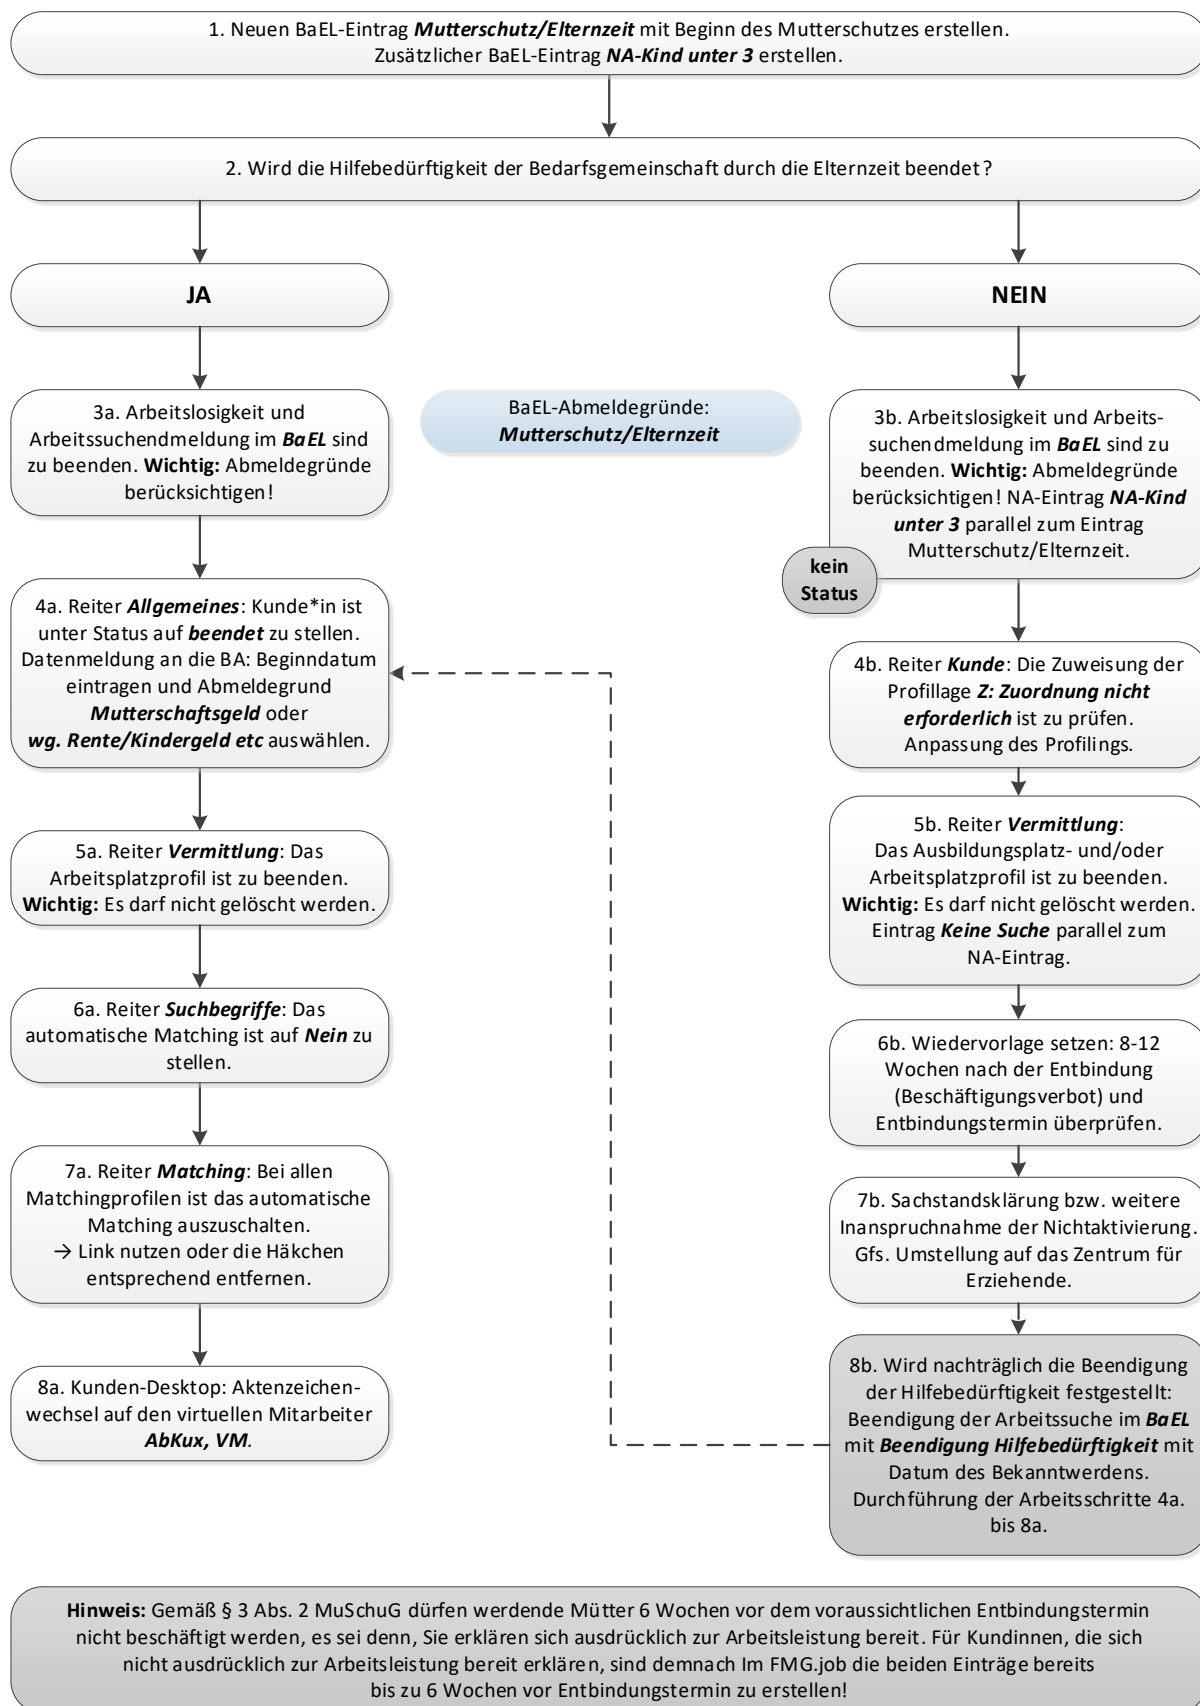 1. Neuen BaEL-Eintrag Mutterschutz/Elternzeit mit Beginn des Mutterschutzes erstellen.
Zusätzlicher BaEL-Eintrag NA-Kind unter 3 erstellen.
2. Wird die Hilfebedürftigkeit der Bedarfsgemeinschaft durch die Elternzeit beendet?
JA
NEIN
3a. Arbeitslosigkeit und
Arbeitssuchendmeldung im BaEL sind
zu beenden. Wichtig: Abmeldegründe
berücksichtigen!
BaEL-Abmeldegründe:
Mutterschutz/Elternzeit
3b. Arbeitslosigkeit und Arbeits-
suchendmeldung im BaEL sind zu
beenden. Wichtig: Abmeldegründe
berücksichtigen! NA-Eintrag NA-Kind
unter 3 parallel zum Eintrag
Mutterschutz/Elternzeit.
kein
Status
4a. Reiter Allgemeines: Kunde*in ist
unter Status auf beendet zu stellen.
Datenmeldung an die BA: Beginndatum
eintragen und Abmeldegrund
Mutterschaftsgeld oder
wg. Rente/Kindergeld etc auswählen.
4b. Reiter Kunde: Die Zuweisung der
Profillage Z: Zuordnung nicht
erforderlich ist zu prüfen.
Anpassung des Profilings.
5a. Reiter Vermittlung: Das
Arbeitsplatzprofil ist zu beenden.
Wichtig: Es darf nicht gelöscht werden.
5b. Reiter Vermittlung:
Das Ausbildungsplatz- und/oder
Arbeitsplatzprofil ist zu beenden.
Wichtig: Es darf nicht gelöscht werden.
Eintrag Keine Suche parallel zum
NA-Eintrag.
6a. Reiter Suchbegriffe: Das
automatische Matching ist auf Nein zu
stellen.
6b. Wiedervorlage setzen: 8-12
Wochen nach der Entbindung
(Beschäftigungsverbot) und
Entbindungstermin überprüfen.
7a. Reiter Matching: Bei allen
Matchingprofilen ist das automatische
Matching auszuschalten.
→ Link nutzen oder die Häkchen
entsprechend entfernen.
7b. Sachstandsklärung bzw. weitere
Inanspruchnahme der Nichtaktivierung.
Gfs. Umstellung auf das Zentrum für
Erziehende.
8a. Kunden-Desktop: Aktenzeichen-
wechsel auf den virtuellen Mitarbeiter
AbKux, VM.
8b. Wird nachträglich die Beendigung
der Hilfebedürftigkeit festgestellt:
Beendigung der Arbeitssuche im BaEL
mit Beendigung Hilfebedürftigkeit mit
Datum des Bekanntwerdens.
Durchführung der Arbeitsschritte 4a.
bis 8a.
Hinweis: Gemäß § 3 Abs. 2 MuSchuG dürfen werdende Mütter 6 Wochen vor dem voraussichtlichen Entbindungstermin
nicht beschäftigt werden, es sei denn, Sie erklären sich ausdrücklich zur Arbeitsleistung bereit. Für Kundinnen, die sich
nicht ausdrücklich zur Arbeitsleistung bereit erklären, sind demnach Im FMG.job die beiden Einträge bereits
bis zu 6 Wochen vor Entbindungstermin zu erstellen!